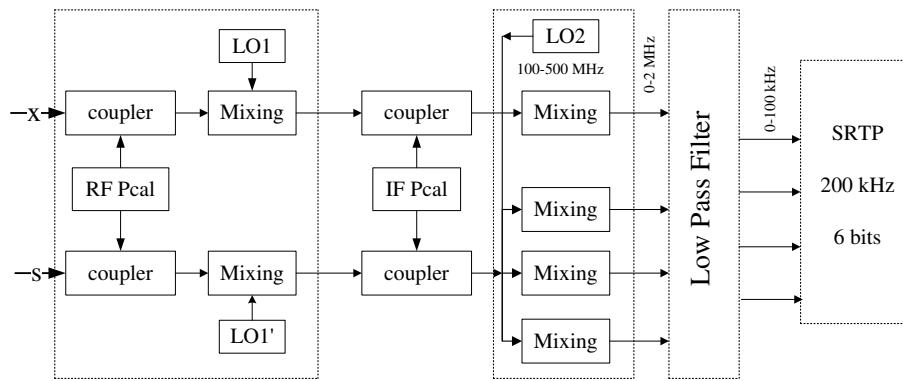 LO1
LO2
100-500 MHz
0-2 MHz
0-100 kHz
x
coupler
Mixing
coupler
Mixing
SRTP
RF Pcal
IF Pcal
Mixing
Low Pass Filter
200 kHz
6 bits
s
coupler
Mixing
coupler
Mixing
LO1'
Mixing